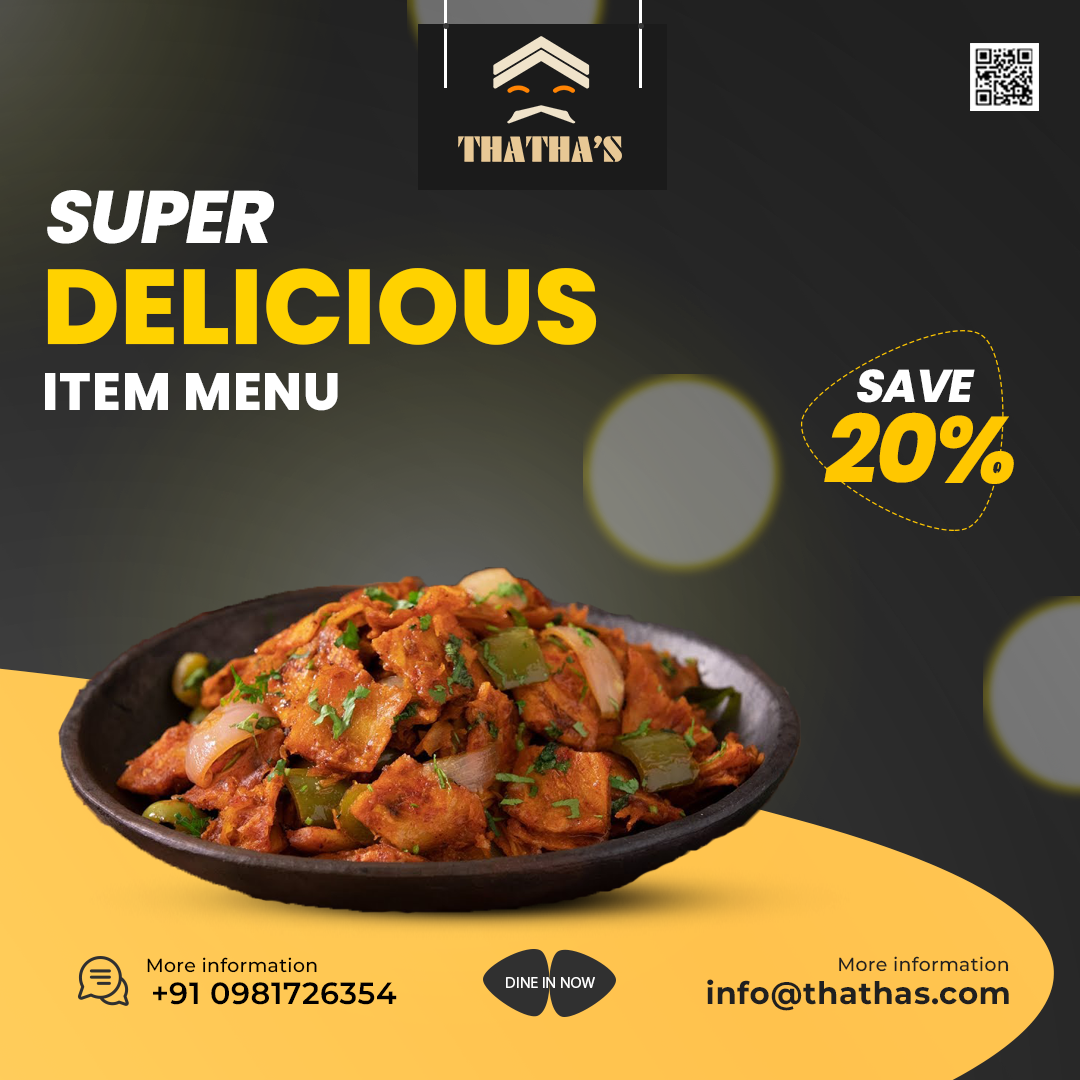 THATHA'S
SUPER
DELICIOUS
ITEM MENU
SAVE
20%
More information
+91 0981726354
DINE IN NOW
More information
info@thathas.com